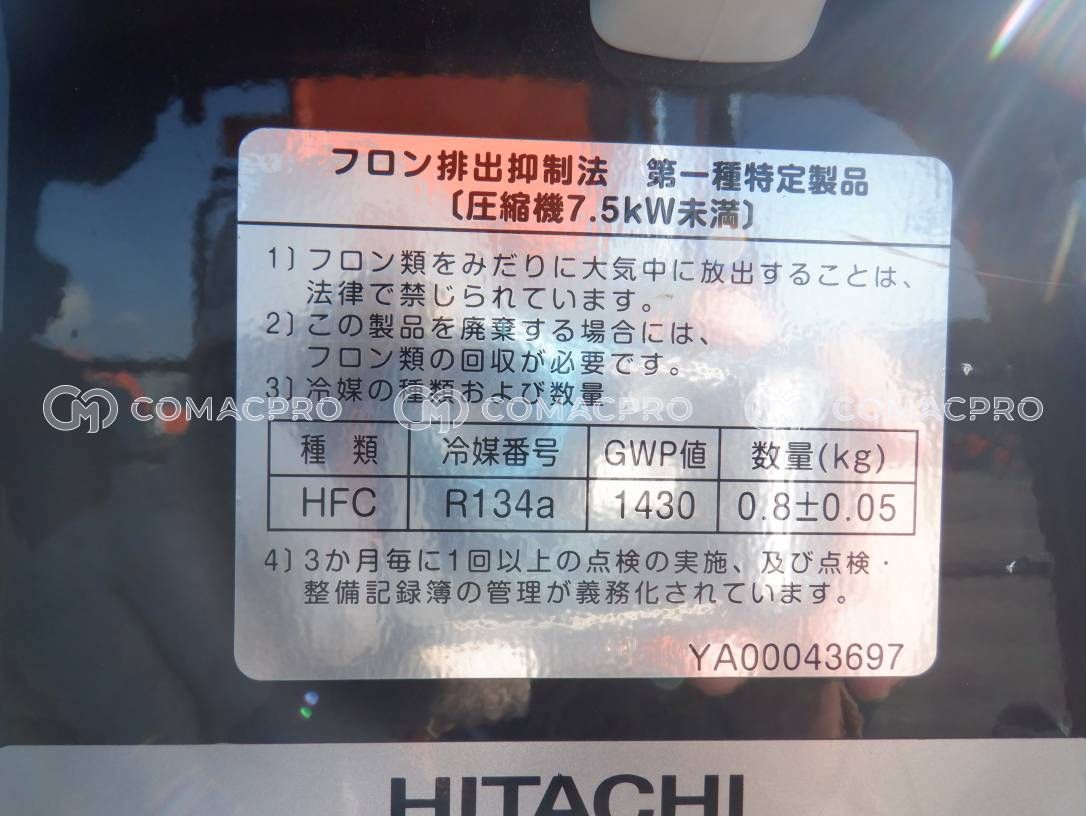 フロン排出抑制法　第一種特定製品
〔圧縮機7.5kW未満〕
1〕フロン類をみだりに大気中に放出することは、
法律で禁じられています。
2〕この製品を廃棄する場合には、
フロン類の回収が必要です。
3〕冷媒の種類および数量
CM COMACPRO CM COMACPRO CM COMACPRO
種類 冷媒番号 GWP値 数量(kg)
HFC R134a 1430 0.8±0.05
4〕3か月毎に1回以上の点検の実施、及び点検・
整備記録簿の管理が義務化されています。
YA00043697
HITACHI